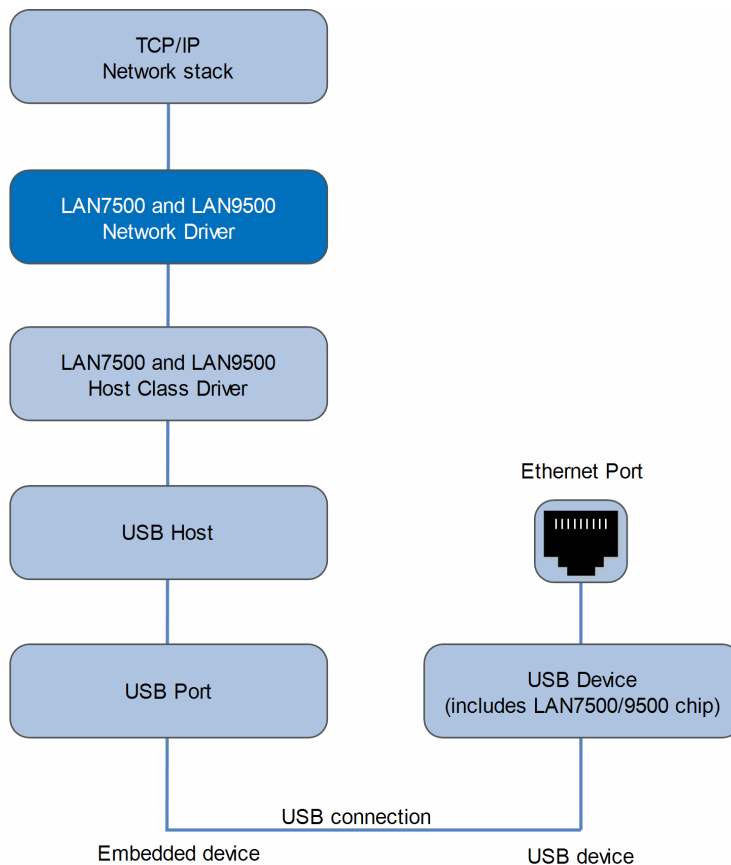 TCP/IP
Network stack
LAN7500 and LAN9500
Network Driver
LAN7500 and LAN9500
Host Class Driver
USB Host
USB Port
Ethernet Port
USB Device
(includes LAN7500/9500 chip)
USB connection
Embedded device
USB device